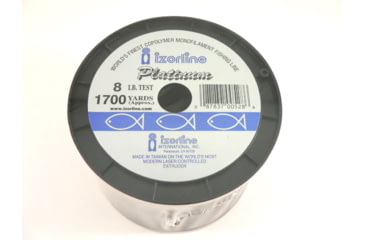 WORLD'S FINEST COPOLYMER MONOFILAMENT FISHING LINE
izorline
Platinum
8 LB. TEST
1700 YARDS
(Approx.)
www.izorline.com
izorline
INTERNATIONAL, INC.
MADE IN TAIWAN ON THE WORLD'S MOST
MODERN LASER CONTROLLED
EXTRUDER